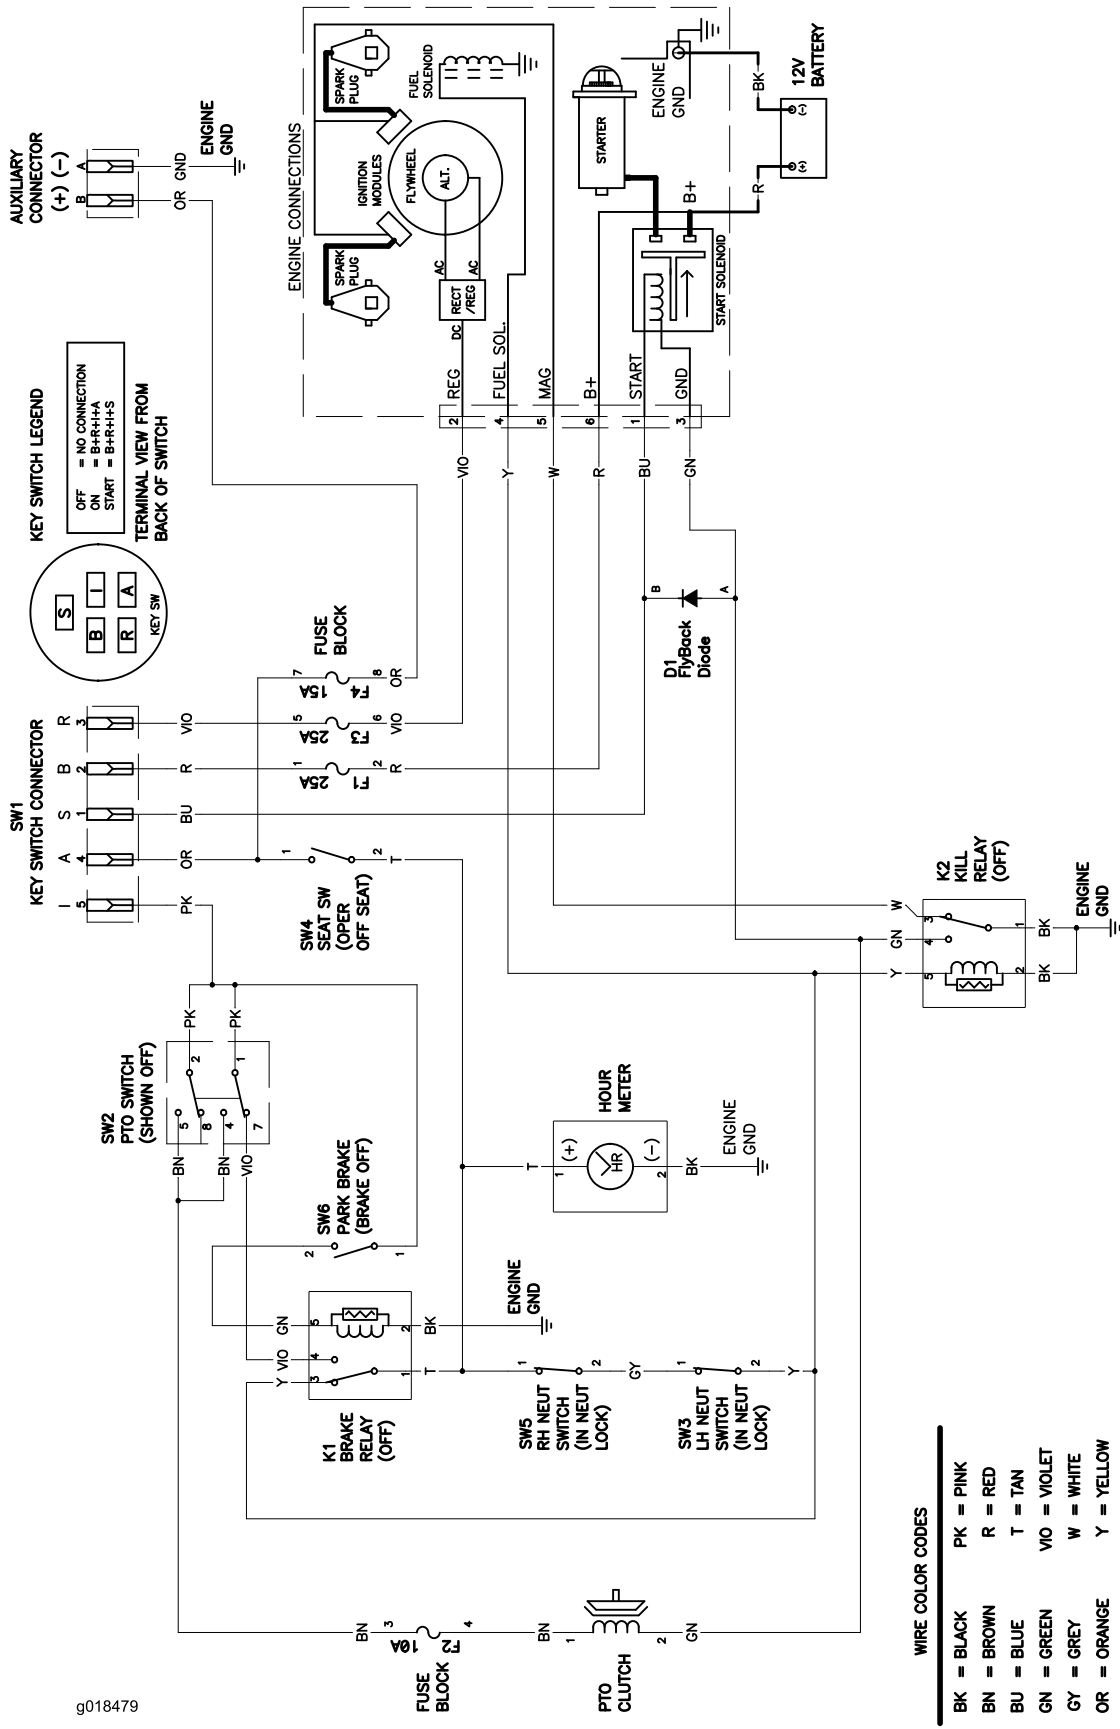 g018479
AUXILIARY
CONNECTOR
(+) (-)
B A
OR GND
ENGINE
GND
KEY SWITCH LEGEND
OFF = NO CONNECTION
ON = B+R+I+A
START = B+R+I+S
TERMINAL VIEW FROM
BACK OF SWITCH
S
B I
R A
KEY SW
SW1
KEY SWITCH CONNECTOR
I A S B R
5 4 1 2 3
PK OR BU R VIO
FUSE
BLOCK
1 5 7
25A 25A 15A
F1 F3 F4
2 6 8
R VIO OR
SW4
SEAT SW
(OPER
OFF SEAT)
1
2
T
ENGINE CONNECTIONS
SPARK
PLUG
SPARK
PLUG
IGNITION
MODULES
FLYWHEEL
ALT.
FUEL
SOLENOID
AC AC
RECT
/REG
DC
STARTER
ENGINE
GND
START SOLENOID
B+
BK
R
12V
BATTERY
(-)
(+)
REG
FUEL SOL.
MAG
B+
START
GND
2 4 5 6 1 3
VIO Y W R BU GN
B
A
D1
FlyBack
Diode
SW2
PTO SWITCH
(SHOWN OFF)
PK PK
2 1
5 8 4 7
BN BN VIO
SW6
PARK BRAKE
(BRAKE OFF)
2
1
K1
BRAKE
RELAY
(OFF)
Y VIO GN
3 4 5
1 2
T BK
ENGINE
GND
HOUR
METER
T
1 (+)
HR
2 (-)
BK
ENGINE
GND
SW5
RH NEUT
SWITCH
(IN NEUT
LOCK)
1
2
GY
SW3
LH NEUT
SWITCH
(IN NEUT
LOCK)
1
2
Y
K2
KILL
RELAY
(OFF)
Y GN W
5 4 3
2 1
BK BK
ENGINE
GND
BN
3
10A
F2
4
FUSE
BLOCK
BN
1
PTO
CLUTCH
2
GN
WIRE COLOR CODES
BK = BLACK PK = PINK
BN = BROWN R = RED
BU = BLUE T = TAN
GN = GREEN VIO = VIOLET
GY = GREY W = WHITE
OR = ORANGE Y = YELLOW